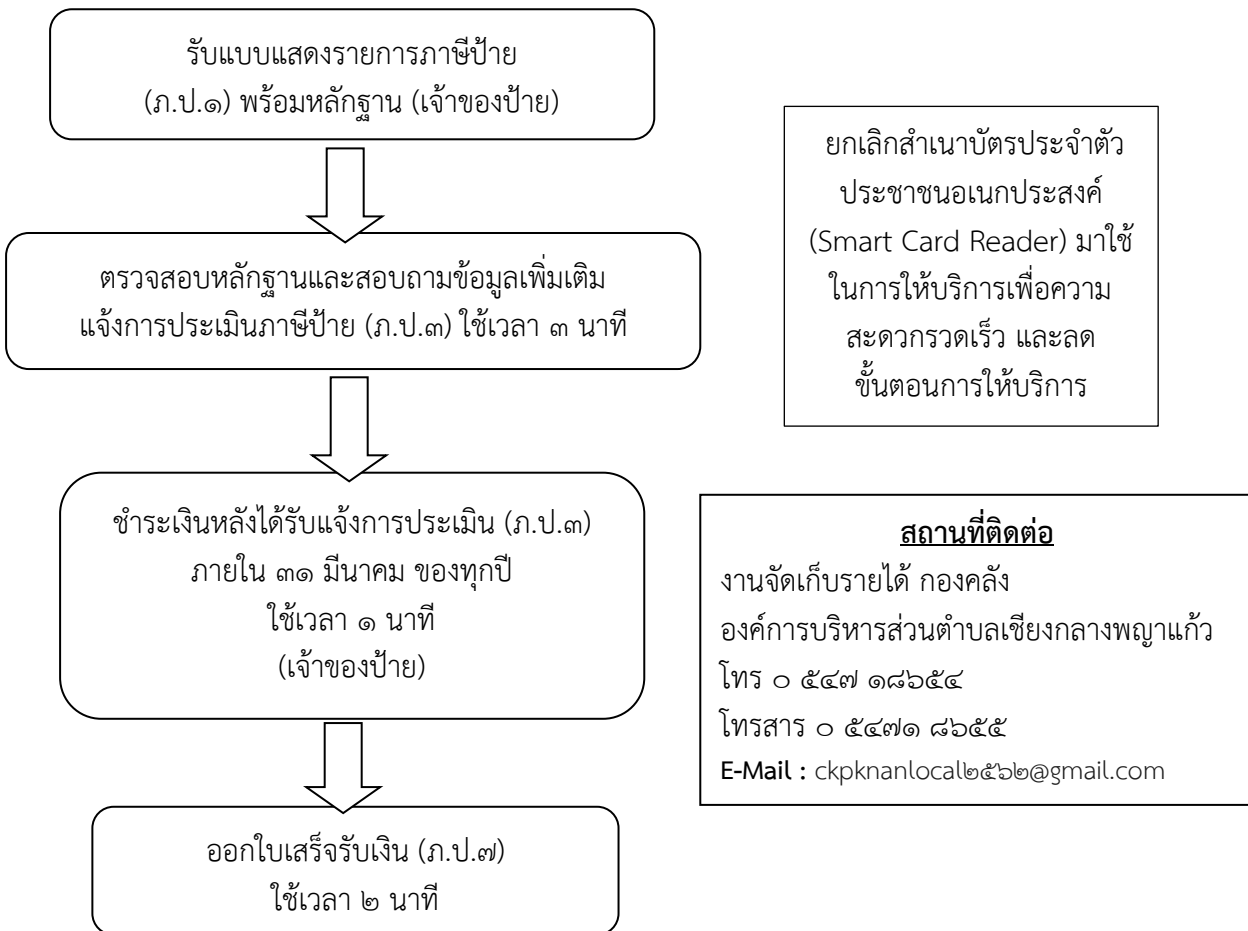 รับแบบแสดงรายการภาษีป้าย
(ภ.ป.๑) พร้อมหลักฐาน (เจ้าของป้าย)
ตรวจสอบหลักฐานและสอบถามข้อมูลเพิ่มเติม
แจ้งการประเมินภาษีป้าย (ภ.ป.๓) ใช้เวลา ๓ นาที
ชำระเงินหลังได้รับแจ้งการประเมิน (ภ.ป.๓)
ภายใน ๓๑ มีนาคม ของทุกปี
ใช้เวลา ๑ นาที
(เจ้าของป้าย)
ออกใบเสร็จรับเงิน (ภ.ป.๗)
ใช้เวลา ๒ นาที
ยกเลิกสำเนาบัตรประจำตัว
ประชาชนอเนกประสงค์
(Smart Card Reader) มาใช้
ในการให้บริการเพื่อความ
สะดวกรวดเร็ว และลด
ขั้นตอนการให้บริการ
สถานที่ติดต่อ
งานจัดเก็บรายได้ กองคลัง
องค์การบริหารส่วนตำบลเชียงกลางพญาแก้ว
โทร ๐ ๕๔๗ ๑๘๖๕๔
โทรสาร ๐ ๕๔๗๑ ๘๖๕๕
E-Mail : ckpknanlocal๒๕๖๒@gmail.com